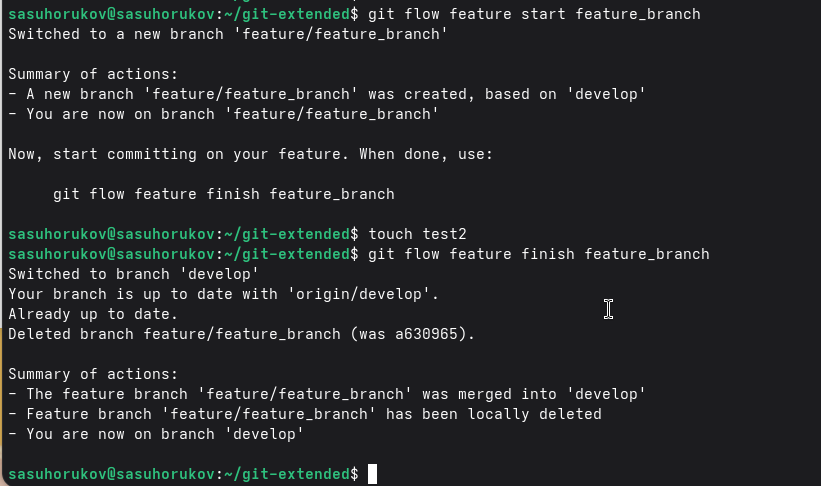 sasuhorukov@sasuhorukov:~/git-extended$ git flow feature start feature_branch
Switched to a new branch 'feature/feature_branch'
Summary of actions:
- A new branch 'feature/feature_branch' was created, based on 'develop'
- You are now on branch 'feature/feature_branch'
Now, start committing on your feature. When done, use:
git flow feature finish feature_branch
sasuhorukov@sasuhorukov:~/git-extended$ touch test2
sasuhorukov@sasuhorukov:~/git-extended$ git flow feature finish feature_branch
Switched to branch 'develop'
Your branch is up to date with 'origin/develop'.
Already up to date.
Deleted branch feature/feature_branch (was a630965).
Summary of actions:
- The feature branch 'feature/feature_branch' was merged into 'develop'
- Feature branch 'feature/feature_branch' has been locally deleted
- You are now on branch 'develop'
sasuhorukov@sasuhorukov:~/git-extended$